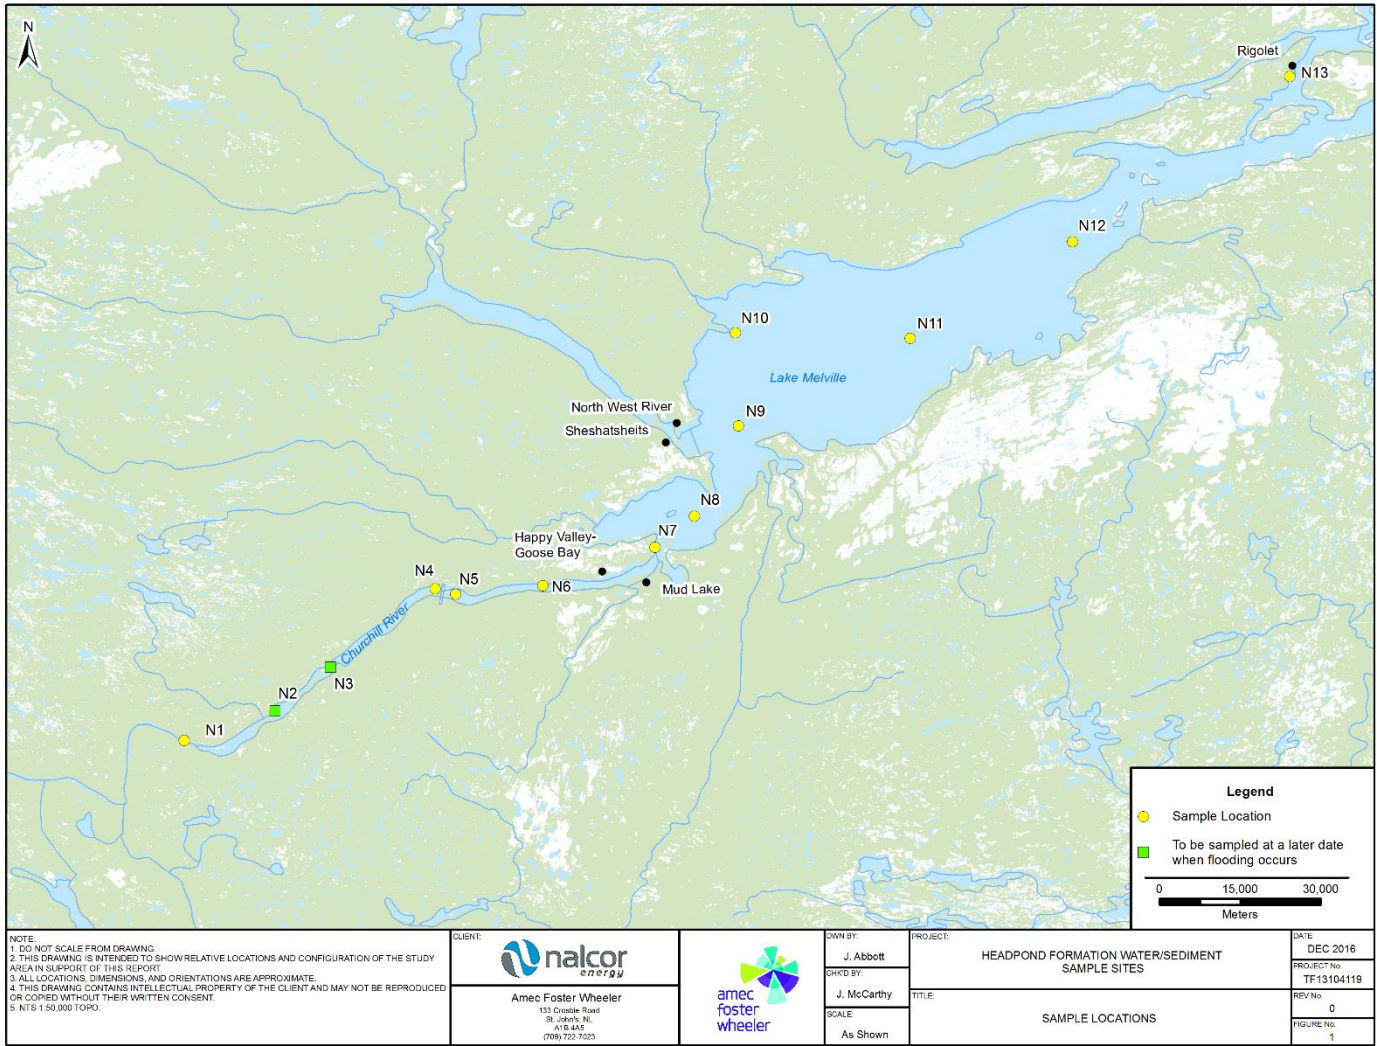 N
Rigolet
N13
N12
N10
N11
Lake Melville
North West River
N9
Sheshatsheits
N8
N7
Happy Valley-
Goose Bay
N4
N5
N6
Mud Lake
Churchill River
N3
N2
N1
Legend
Sample Location
To be sampled at a later date
when flooding occurs
0 15,000 30,000
Meters
NOTE:
1. DO NOT SCALE FROM DRAWING.
2. THIS DRAWING IS INTENDED TO SHOW RELATIVE LOCATIONS AND CONFIGURATION OF THE STUDY
AREA IN SUPPORT OF THIS REPORT.
3. ALL LOCATIONS, DIMENSIONS, AND ORIENTATIONS ARE APPROXIMATE.
4. THIS DRAWING CONTAINS INTELLECTUAL PROPERTY OF THE CLIENT AND MAY NOT BE REPRODUCED
OR COPIED WITHOUT THEIR WRITTEN CONSENT.
5. NTS 1:50,000 TOPO.
CLIENT:
nalcor
energy
Amec Foster Wheeler
133 Crosbie Road
St. John's, NL
A1B 4A5
(709) 722-7023
amec
foster
wheeler
DWN BY:
J. Abbott
CHK'D BY:
J. McCarthy
SCALE:
As Shown
PROJECT:
HEADPOND FORMATION WATER/SEDIMENT
SAMPLE SITES
TITLE:
SAMPLE LOCATIONS
DATE
DEC 2016
PROJECT No.
TF13104119
REV No.
0
FIGURE No.
1